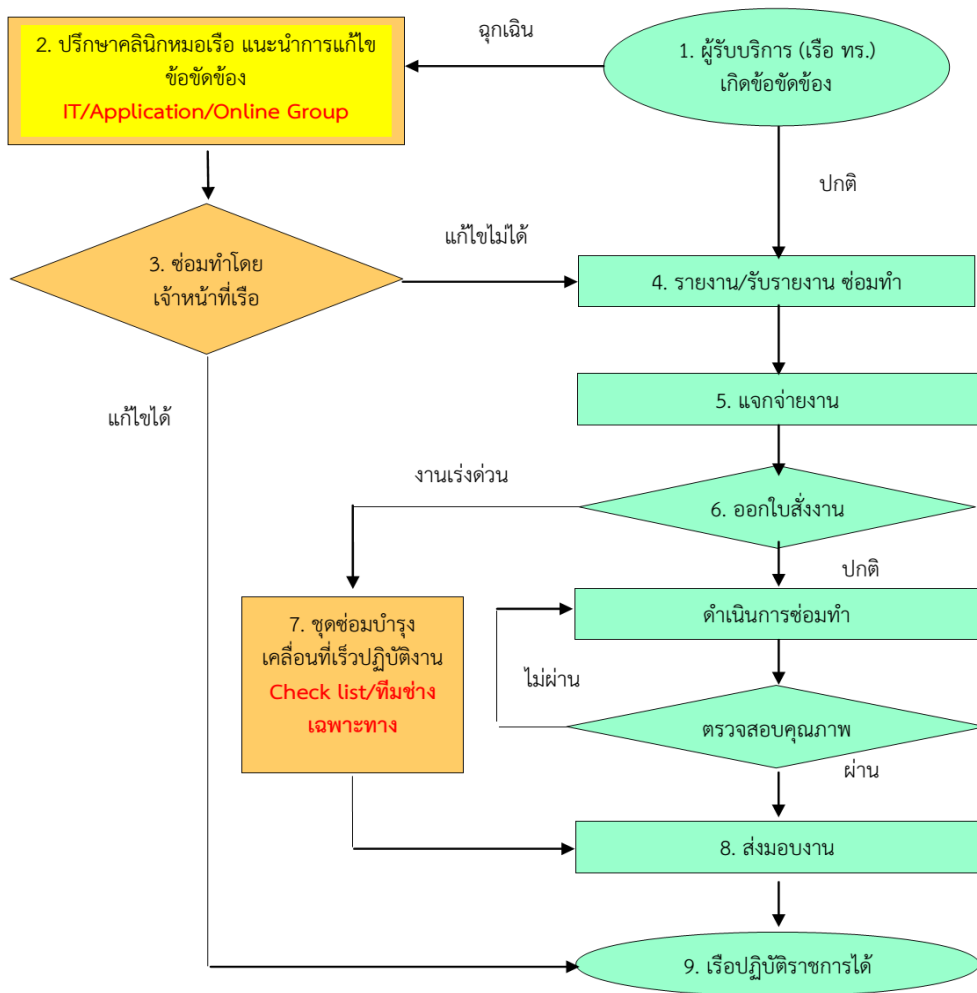 ฉุกเฉิน
2. ปรึกษาคลินิกหมอเรือ แนะนำการแก้ไข
ข้อขัดข้อง
IT/Application/Online Group
1. ผู้รับบริการ (เรือ ทร.)
เกิดข้อขัดข้อง
ปกติ
แก้ไขไม่ได้
3. ซ่อมทำโดย
เจ้าหน้าที่เรือ
4. รายงาน/รับรายงาน ซ่อมทำ
แก้ไขได้
5. แจกจ่ายงาน
งานเร่งด่วน
6. ออกใบสั่งงาน
ปกติ
7. ชุดซ่อมบำรุง
เคลื่อนที่เร็วปฏิบัติงาน
Check list/ทีมช่าง
เฉพาะทาง
ดำเนินการซ่อมทำ
ไม่ผ่าน
ตรวจสอบคุณภาพ
ผ่าน
8. ส่งมอบงาน
9. เรือปฏิบัติราชการได้